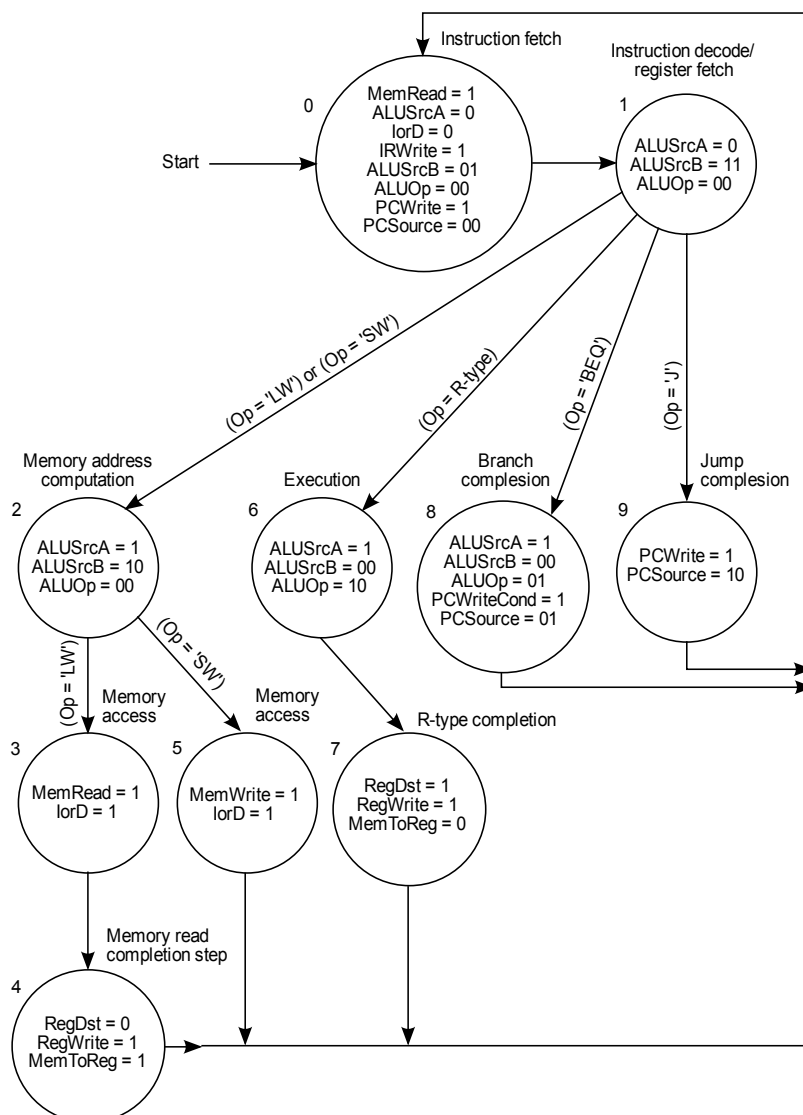 Instruction fetch
Instruction decode/
register fetch
0
MemRead = 1
ALUSrcA = 0
IorD = 0
IRWrite = 1
ALUSrcB = 01
ALUOp = 00
PCWrite = 1
PCSource = 00
1
ALUSrcA = 0
ALUSrcB = 11
ALUOp = 00
Start
(Op = 'LW') or (Op = 'SW')
(Op = R-type)
(Op = 'BEQ')
(Op = 'J')
Memory address
computation
2
ALUSrcA = 1
ALUSrcB = 10
ALUOp = 00
Execution
6
ALUSrcA = 1
ALUSrcB = 00
ALUOp = 10
Branch
complesion
8
ALUSrcA = 1
ALUSrcB = 00
ALUOp = 01
PCWriteCond = 1
PCSource = 01
Jump
complesion
9
PCWrite = 1
PCSource = 10
(Op = 'LW')
(Op = 'SW')
Memory
access
3
MemRead = 1
IorD = 1
Memory
access
5
MemWrite = 1
IorD = 1
R-type completion
7
RegDst = 1
RegWrite = 1
MemToReg = 0
Memory read
completion step
4
RegDst = 0
RegWrite = 1
MemToReg = 1